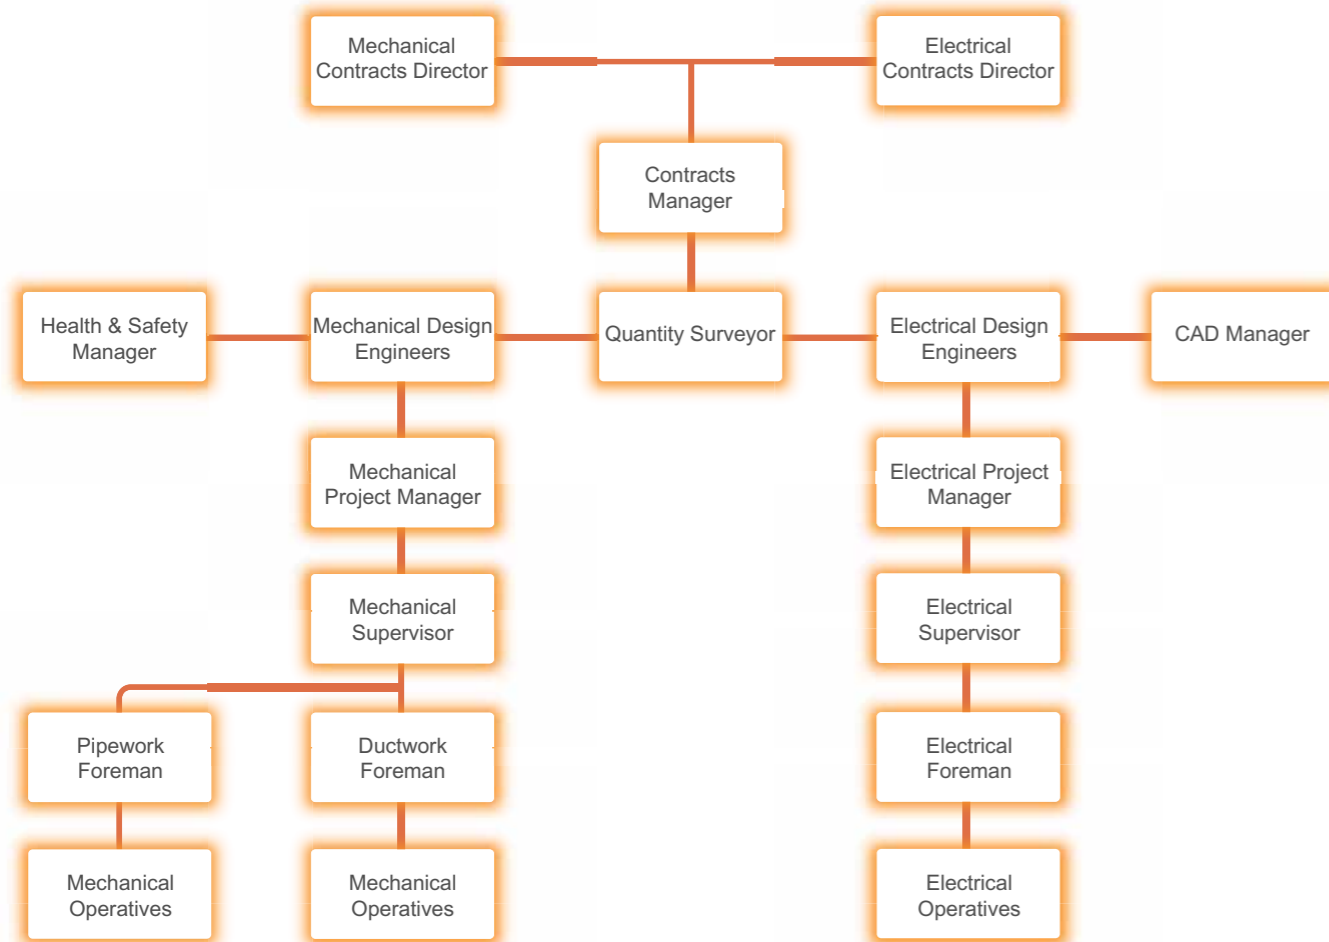 Mechanical
Contracts Director
Electrical
Contracts Director
Contracts
Manager
Health & Safety
Manager
Mechanical Design
Engineers
Quantity Surveyor
Electrical Design
Engineers
CAD Manager
Mechanical
Project Manager
Electrical Project
Manager
Mechanical
Supervisor
Electrical
Supervisor
Pipework
Foreman
Ductwork
Foreman
Electrical
Foreman
Mechanical
Operatives
Mechanical
Operatives
Electrical
Operatives